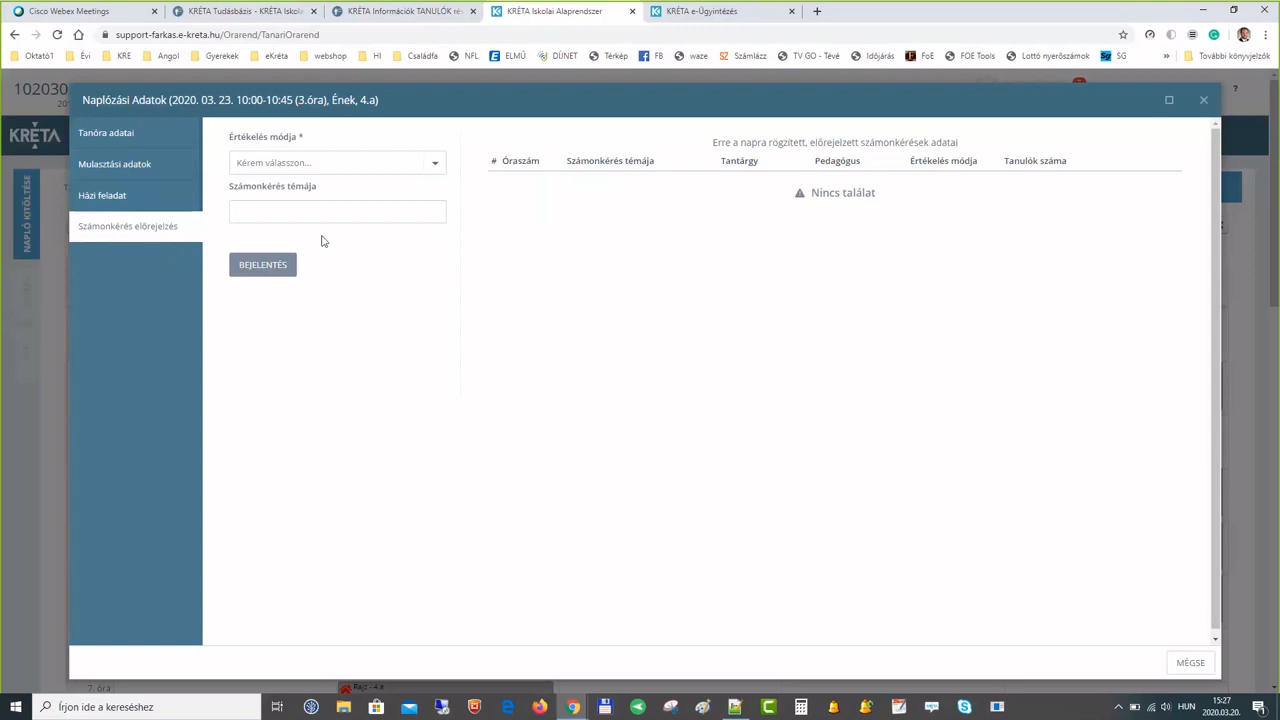 Cisco Webex Meetings
KRÉTA Tudásbázis - KRÉTA Iskol
KRÉTA Információk TANULÓK rés
KRÉTA Iskolai Alaprendszer
KRÉTA e-Ügyintézés
support-farkas.e-kreta.hu/Orarend/TanariOrarend
Oktató1
Évi
KRE
Angol
Gyerekek
eKréta
webshop
HI
Családfa
NFL
ELMŰ
DÜNET
Térkép
FB
waze
Számlázz
TV GO - Tévé
Időjárás
FoE
FOE Tools
Lottó nyerőszámok
SG
»
További könyvjelzők
102030
Naplózási Adatok (2020. 03. 23. 10:00-10:45 (3.óra), Ének, 4.a)
KRÉTA
NAPLÓ KITÖLTÉSE
Tanóra adatai
Mulasztási adatok
Házi feladat
Számonkérés előrejelzés
Értékelés módja *
Kérem válasszon...
Számonkérés témája
BEJELENTÉS
Erre a napra rögzített, előrejelzett számonkérések adatai
# Óraszám Számonkérés témája Tantárgy Pedagógus Értékelés módja Tanulók száma
Nincs találat
MÉGSE
7. óra
Rajz - 4.a
Írjon ide a kereséshez
HUN
15:27
2020.03.20.